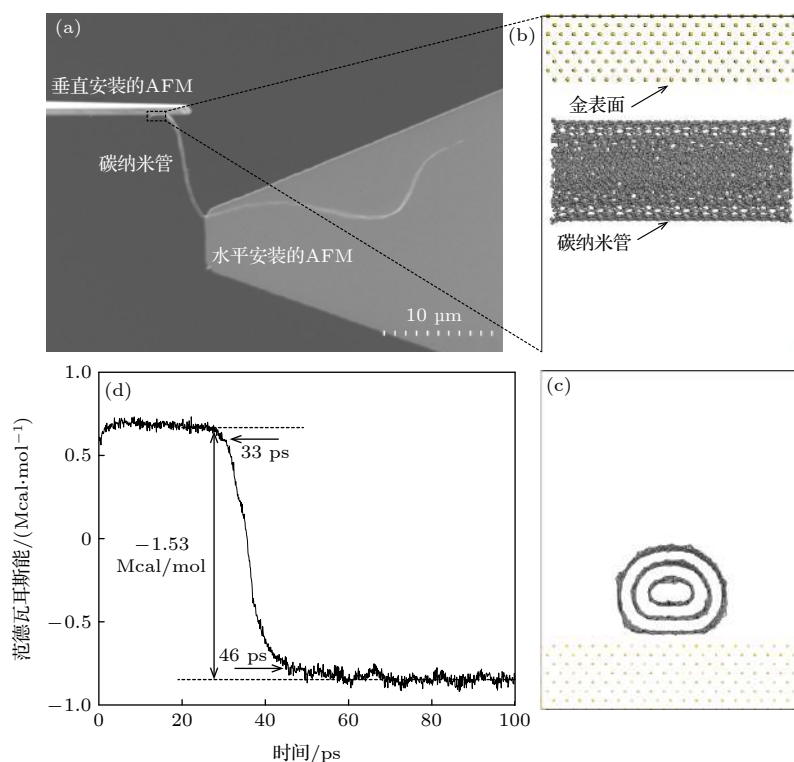 (a)
垂直安装的AFM
碳纳米管
水平安装的AFM
10 μm
(b)
金表面
碳纳米管
(d)
范德瓦耳斯能/(Mcal·mol⁻¹)
1.0
0.5
0
−0.5
−1.0
33 ps
−1.53
Mcal/mol
46 ps
0 20 40 60 80 100
时间/ps
(c)